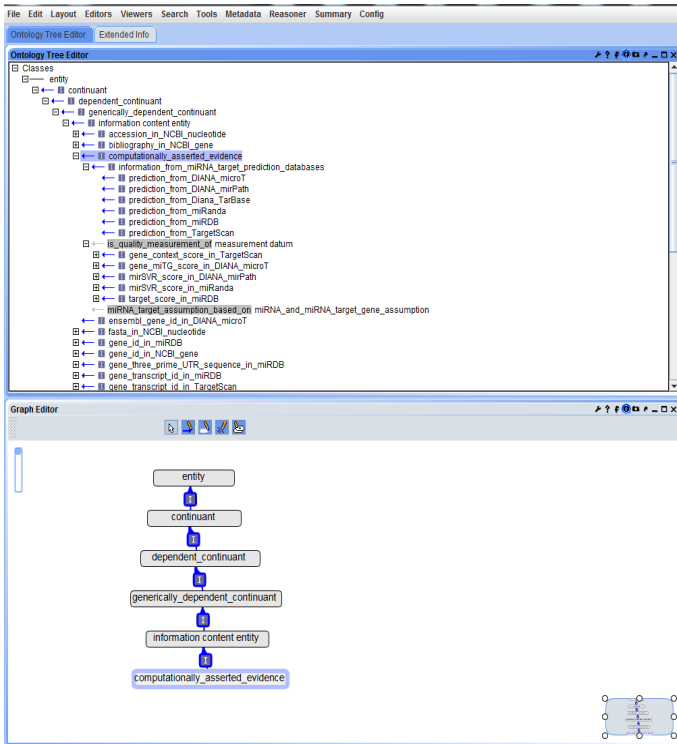 File Edit Layout Editors Viewers Search Tools Metadata Reasoner Summary Config
Ontology Tree Editor Extended Info
Ontology Tree Editor
Classes
entity
I continuant
I dependent_continuant
I generically_dependent_continuant
I information content entity
I accession_in_NCBI_nucleotide
I bibliography_in_NCBI_gene
I computationally_asserted_evidence
I information_from_miRNA_target_prediction_databases
I prediction_from_DIANA_microT
I prediction_from_DIANA_mirPath
I prediction_from_Diana_TarBase
I prediction_from_miRanda
I prediction_from_miRDB
I prediction_from_TargetScan
is_quality_measurement_of measurement datum
I gene_context_score_in_TargetScan
I gene_miTG_score_in_DIANA_microT
I mirSVR_score_in_DIANA_mirPath
I mirSVR_score_in_miRanda
I target_score_in_miRDB
miRNA_target_assumption_based_on miRNA_and_miRNA_target_gene_assumption
I ensembl_gene_id_in_DIANA_microT
I fasta_in_NCBI_nucleotide
I gene_id_in_miRDB
I gene_id_in_NCBI_gene
I gene_three_prime_UTR_sequence_in_miRDB
I gene_transcript_id_in_miRDB
I gene_transcript_id_in_TargetScan
Graph Editor
entity
I
continuant
I
dependent_continuant
I
generically_dependent_continuant
I
information content entity
I
computationally_asserted_evidence